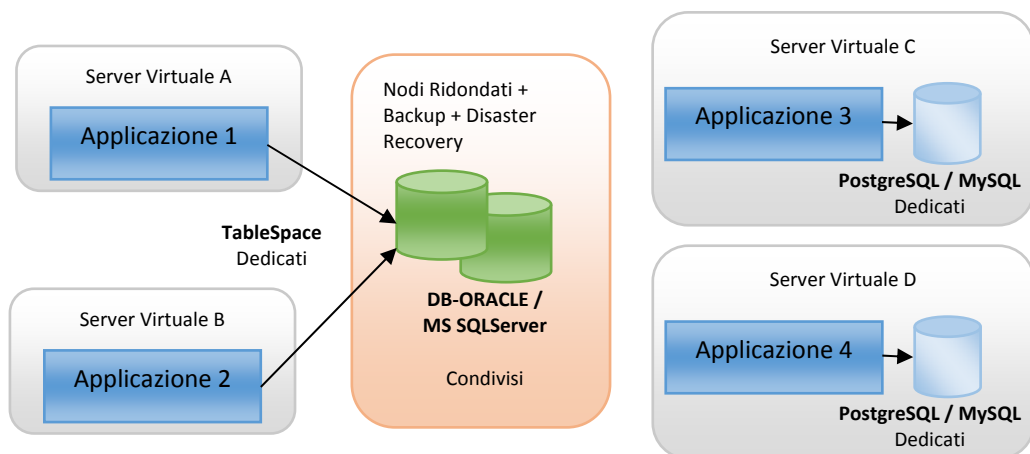 Server Virtuale A
Applicazione 1
TableSpace
Dedicati
Server Virtuale B
Applicazione 2
Nodi Ridondati +
Backup + Disaster
Recovery
DB-ORACLE /
MS SQLServer
Condivisi
Server Virtuale C
Applicazione 3
PostgreSQL / MySQL
Dedicati
Server Virtuale D
Applicazione 4
PostgreSQL / MySQL
Dedicati